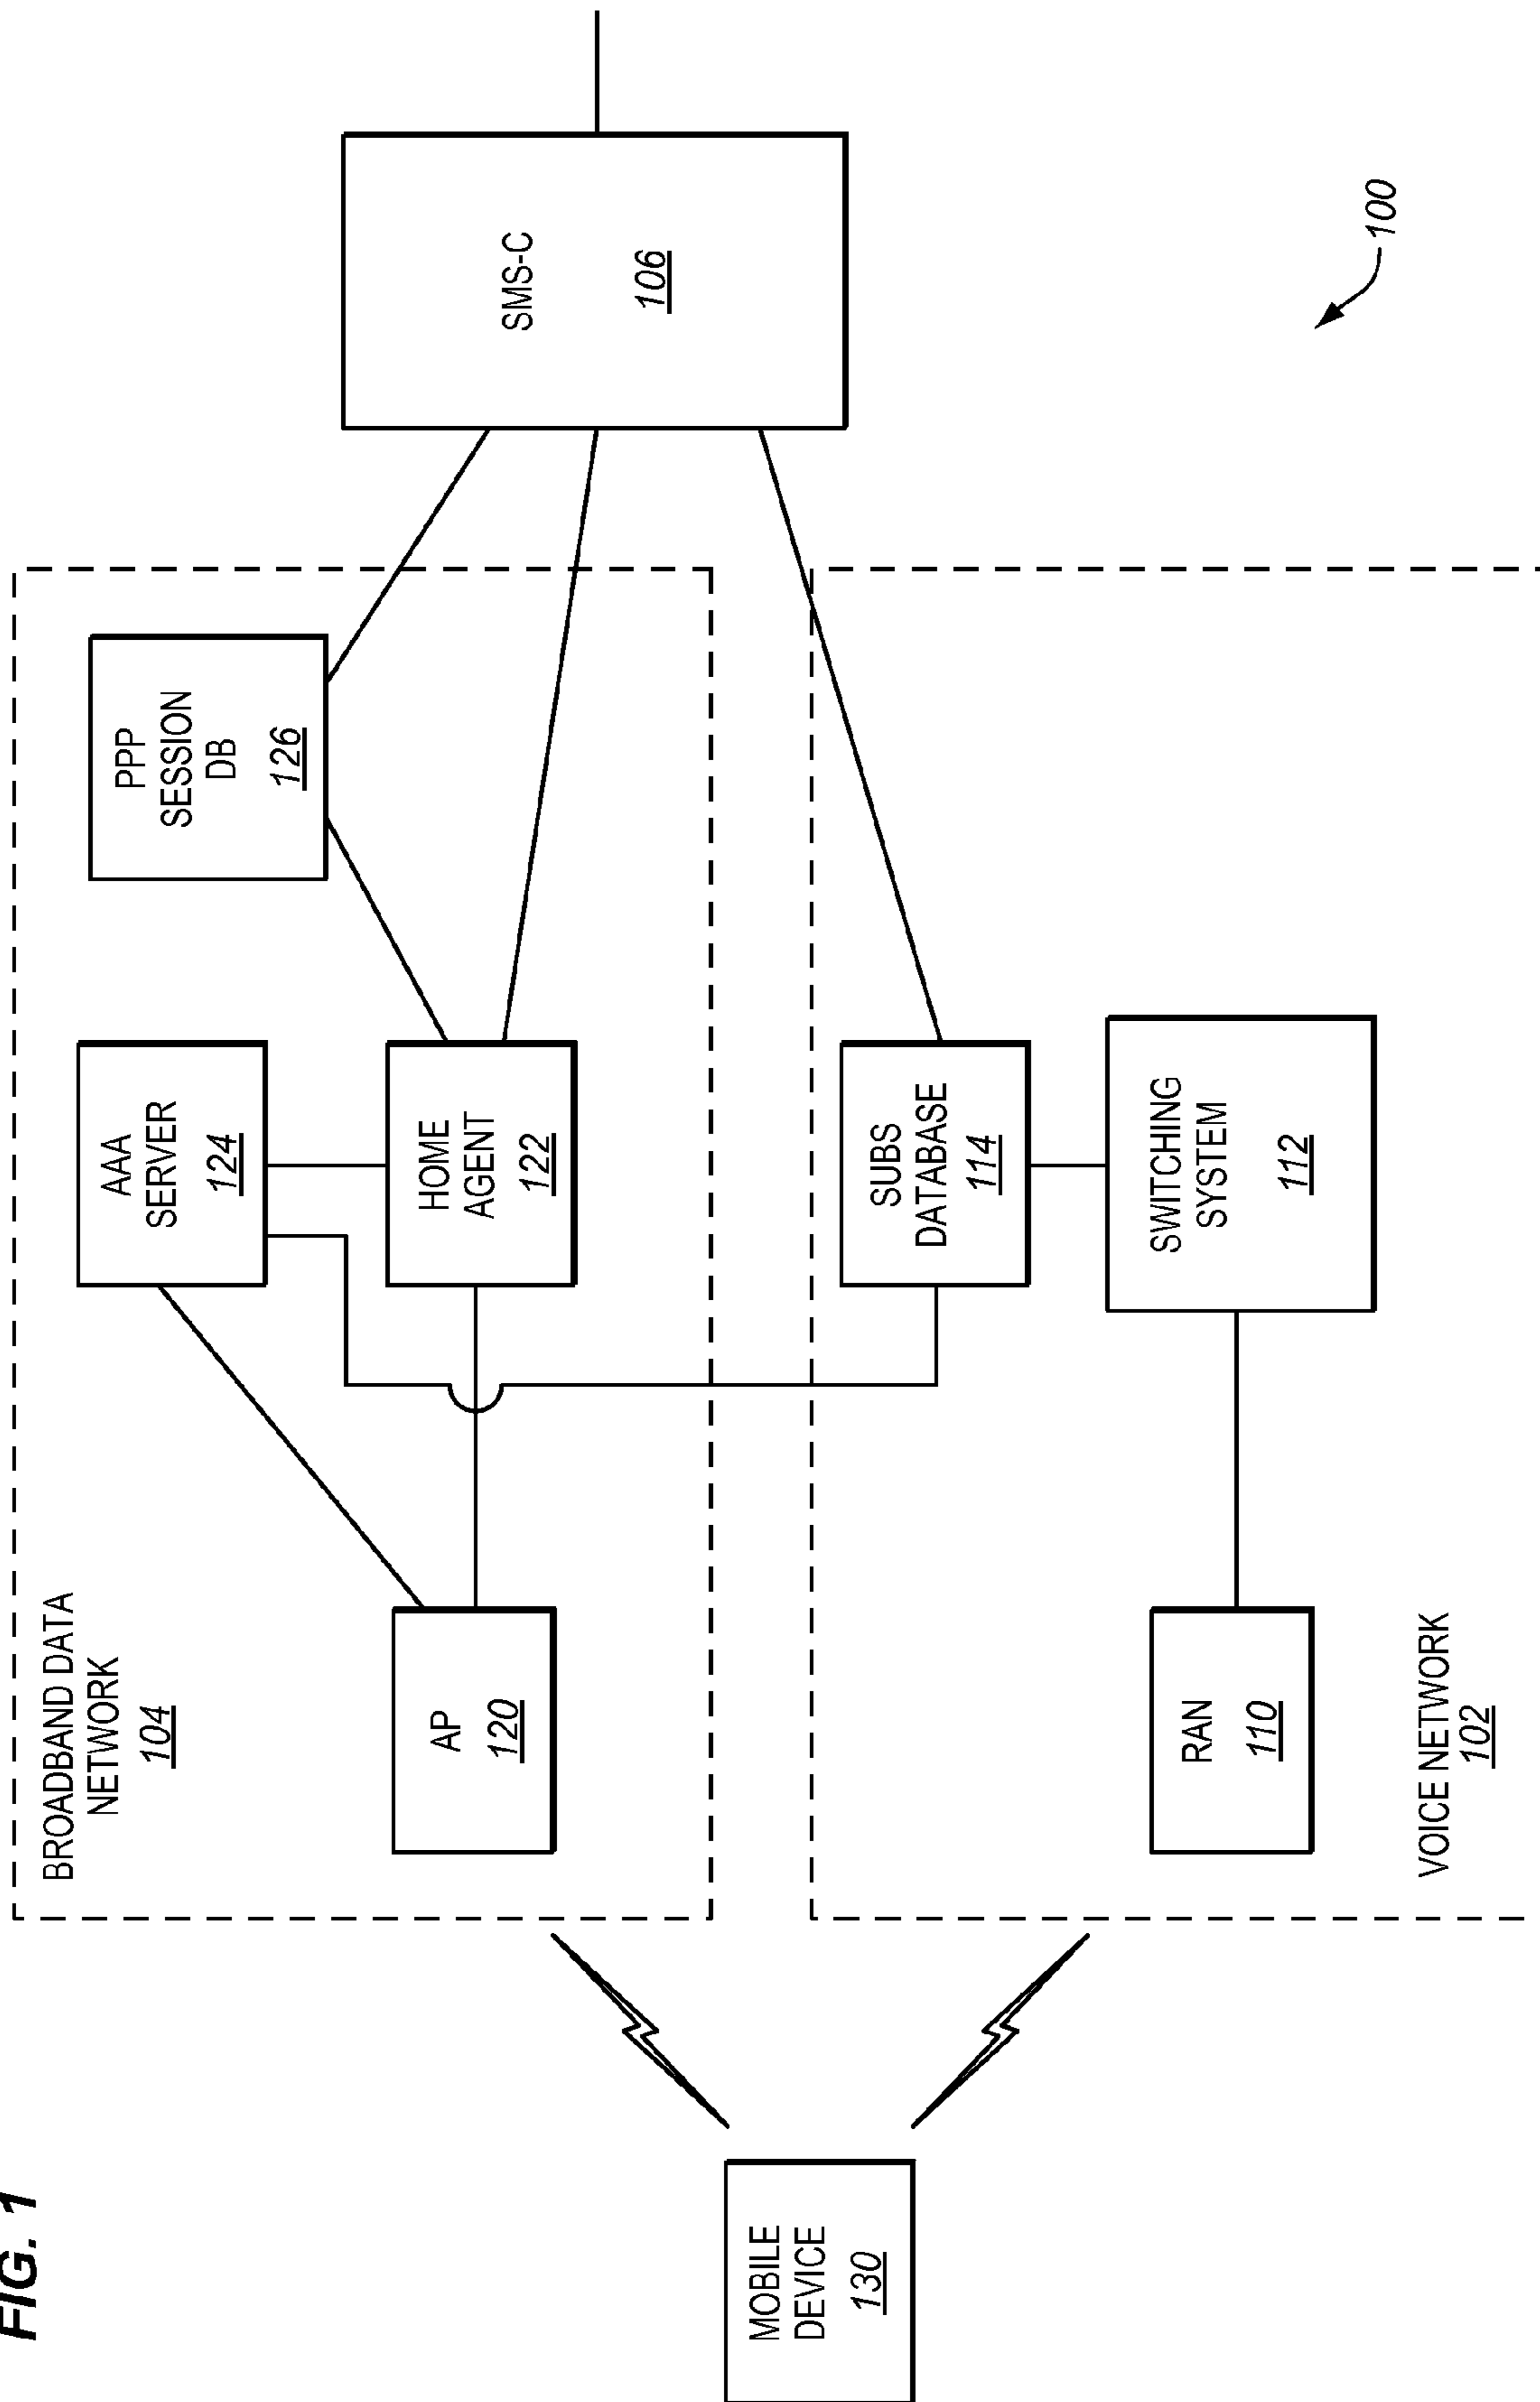 FIG. 1
BROADBAND DATA
NETWORK
104
AAA
SERVER
124
PPP
SESSION
DB
126
AP
120
HOME
AGENT
122
SMS-C
106
MOBILE
DEVICE
130
SUBS
DATABASE
114
RAN
110
SWITCHING
SYSTEM
112
VOICE NETWORK
102
100